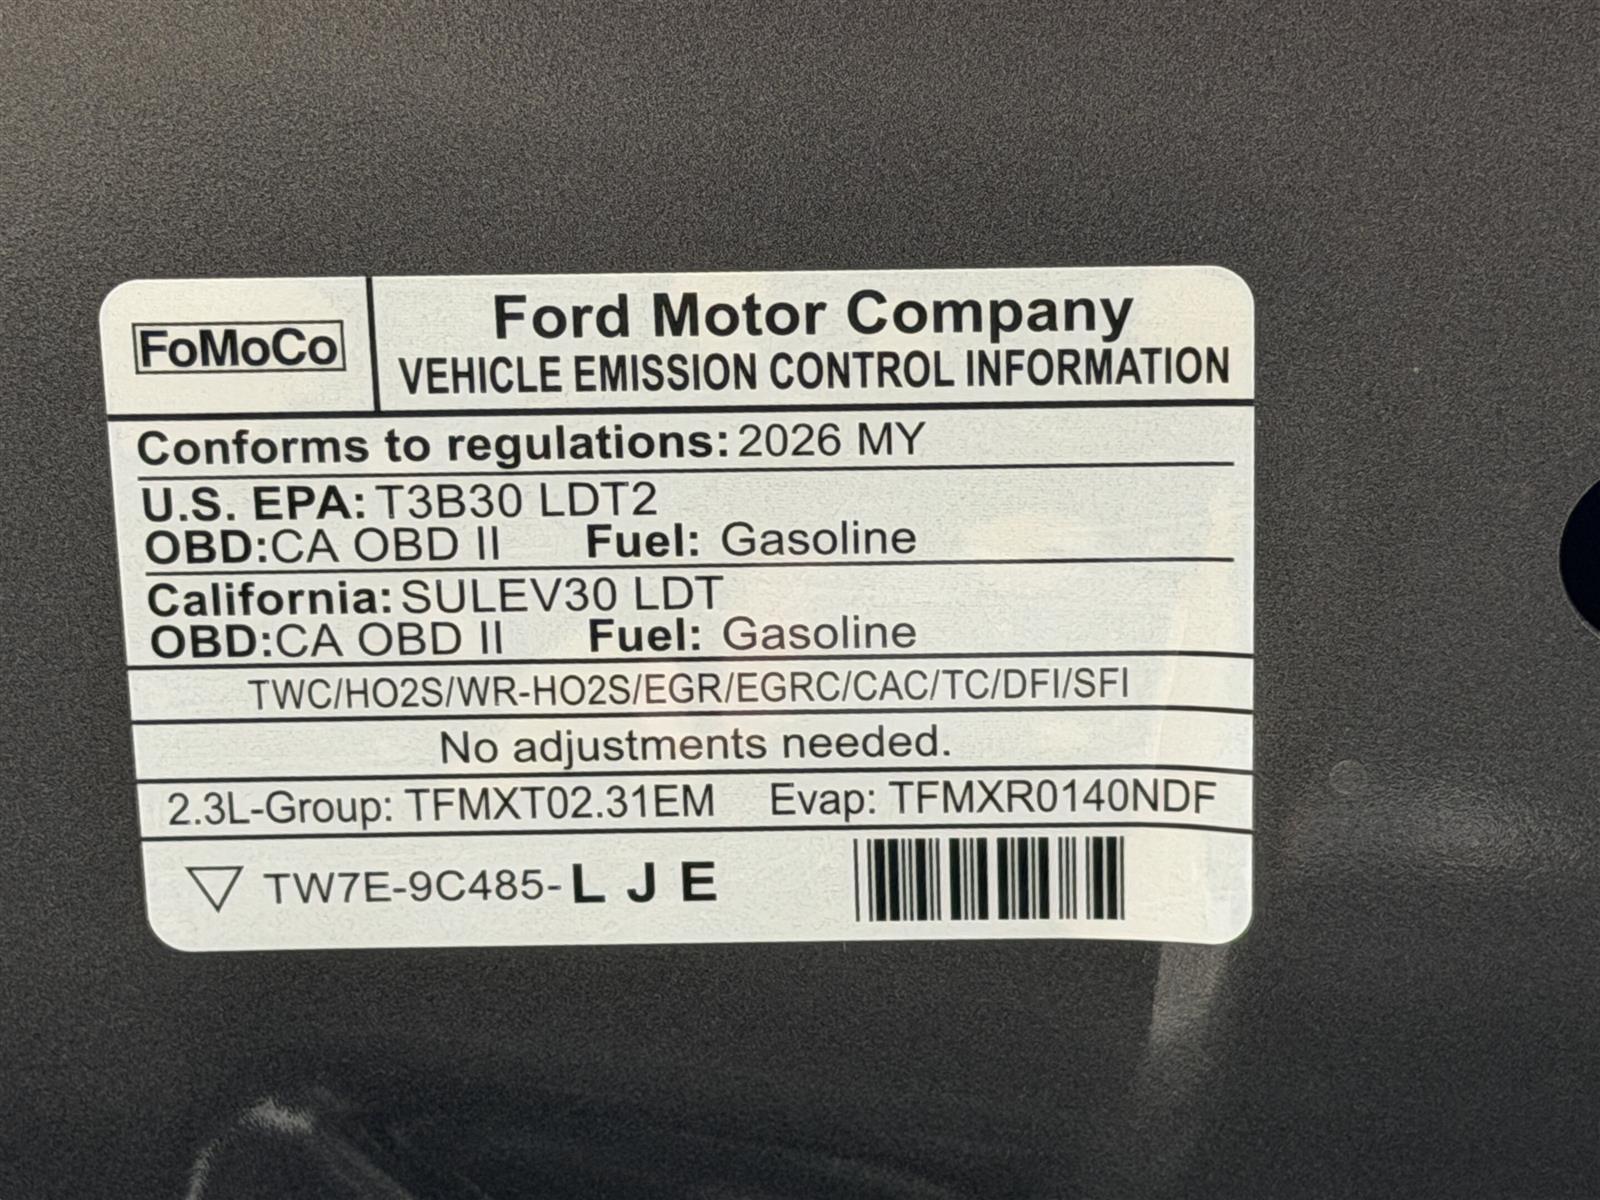 FoMoCo
Ford Motor Company
VEHICLE EMISSION CONTROL INFORMATION
Conforms to regulations: 2026 MY
U.S. EPA: T3B30 LDT2
OBD:CA OBD II Fuel: Gasoline
California: SULEV30 LDT
OBD:CA OBD II Fuel: Gasoline
TWC/HO2S/WR-HO2S/EGR/EGRC/CAC/TC/DFI/SFI
No adjustments needed.
2.3L-Group: TFMXT02.31EM Evap: TFMXR0140NDF
TW7E-9C485-L J E